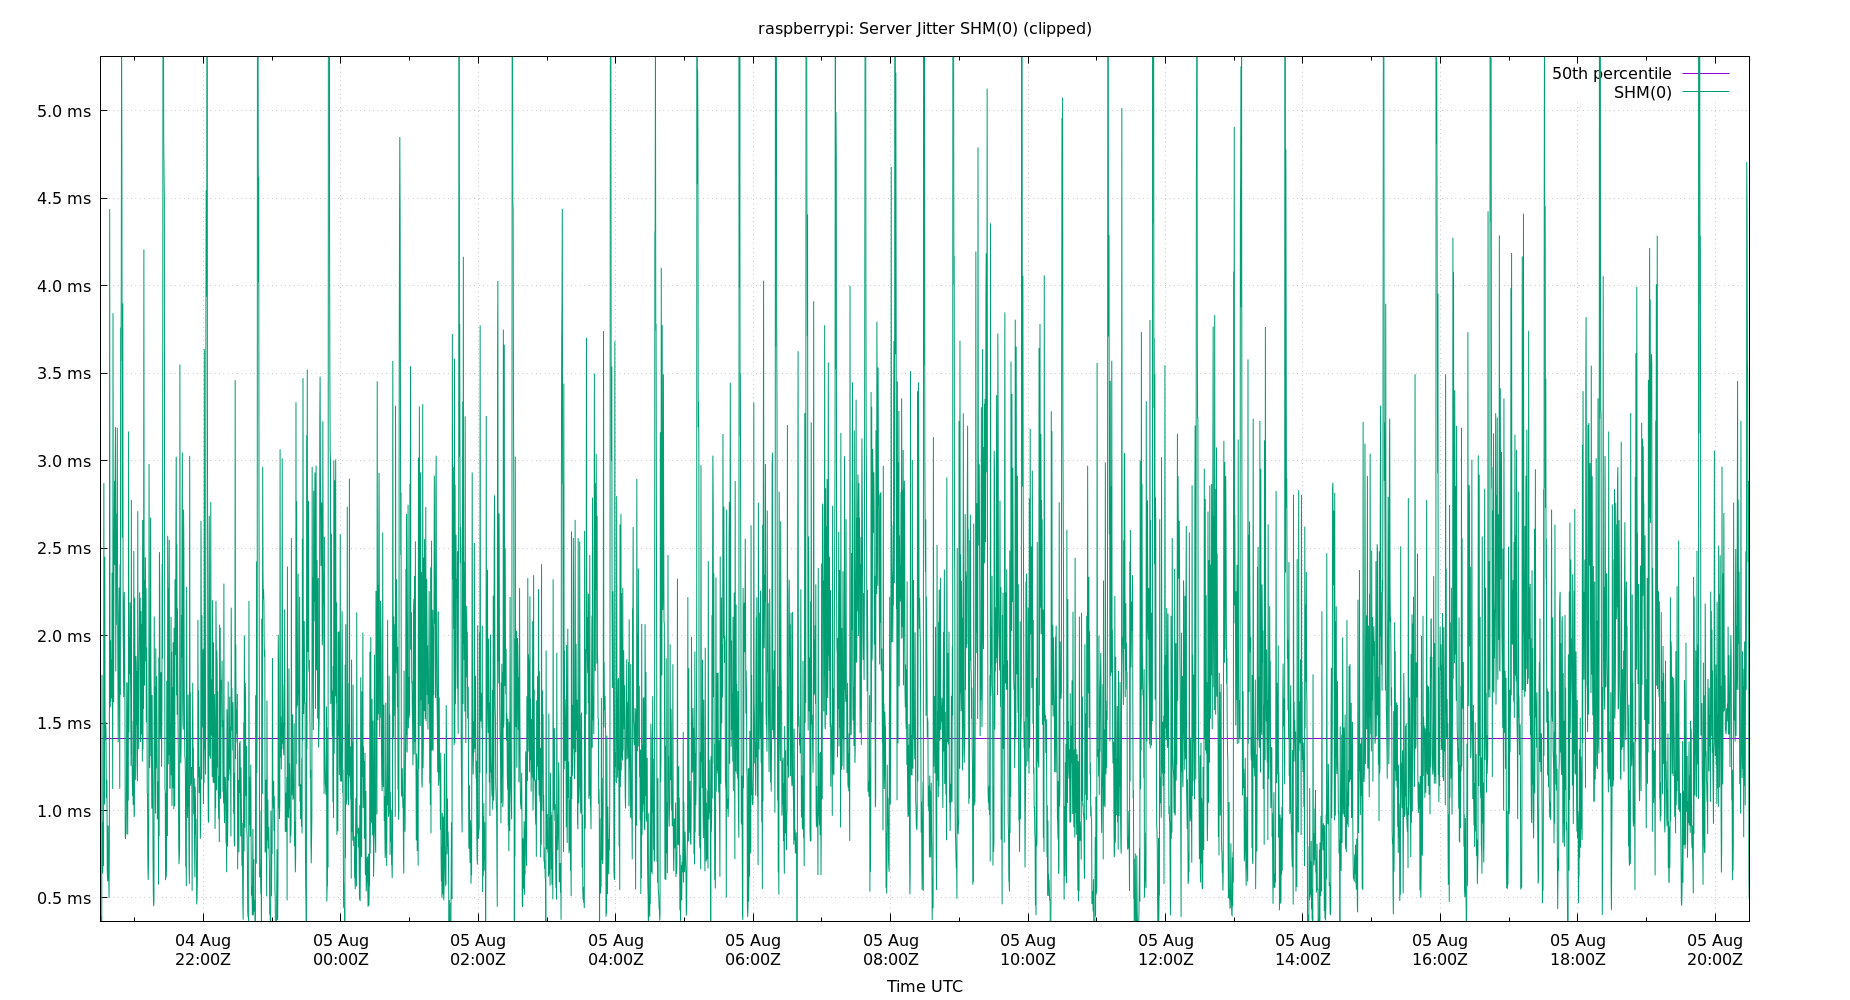 raspberrypi: Server Jitter SHM(0) (clipped)
50th percentile
SHM(0)
5.0 ms
4.5 ms
4.0 ms
3.5 ms
3.0 ms
2.5 ms
2.0 ms
1.5 ms
1.0 ms
0.5 ms
04 Aug 05 Aug 05 Aug 05 Aug 05 Aug 05 Aug 05 Aug 05 Aug 05 Aug 05 Aug 05 Aug 05 Aug
22:00Z 00:00Z 02:00Z 04:00Z 06:00Z 08:00Z 10:00Z 12:00Z 14:00Z 16:00Z 18:00Z 20:00Z
Time UTC